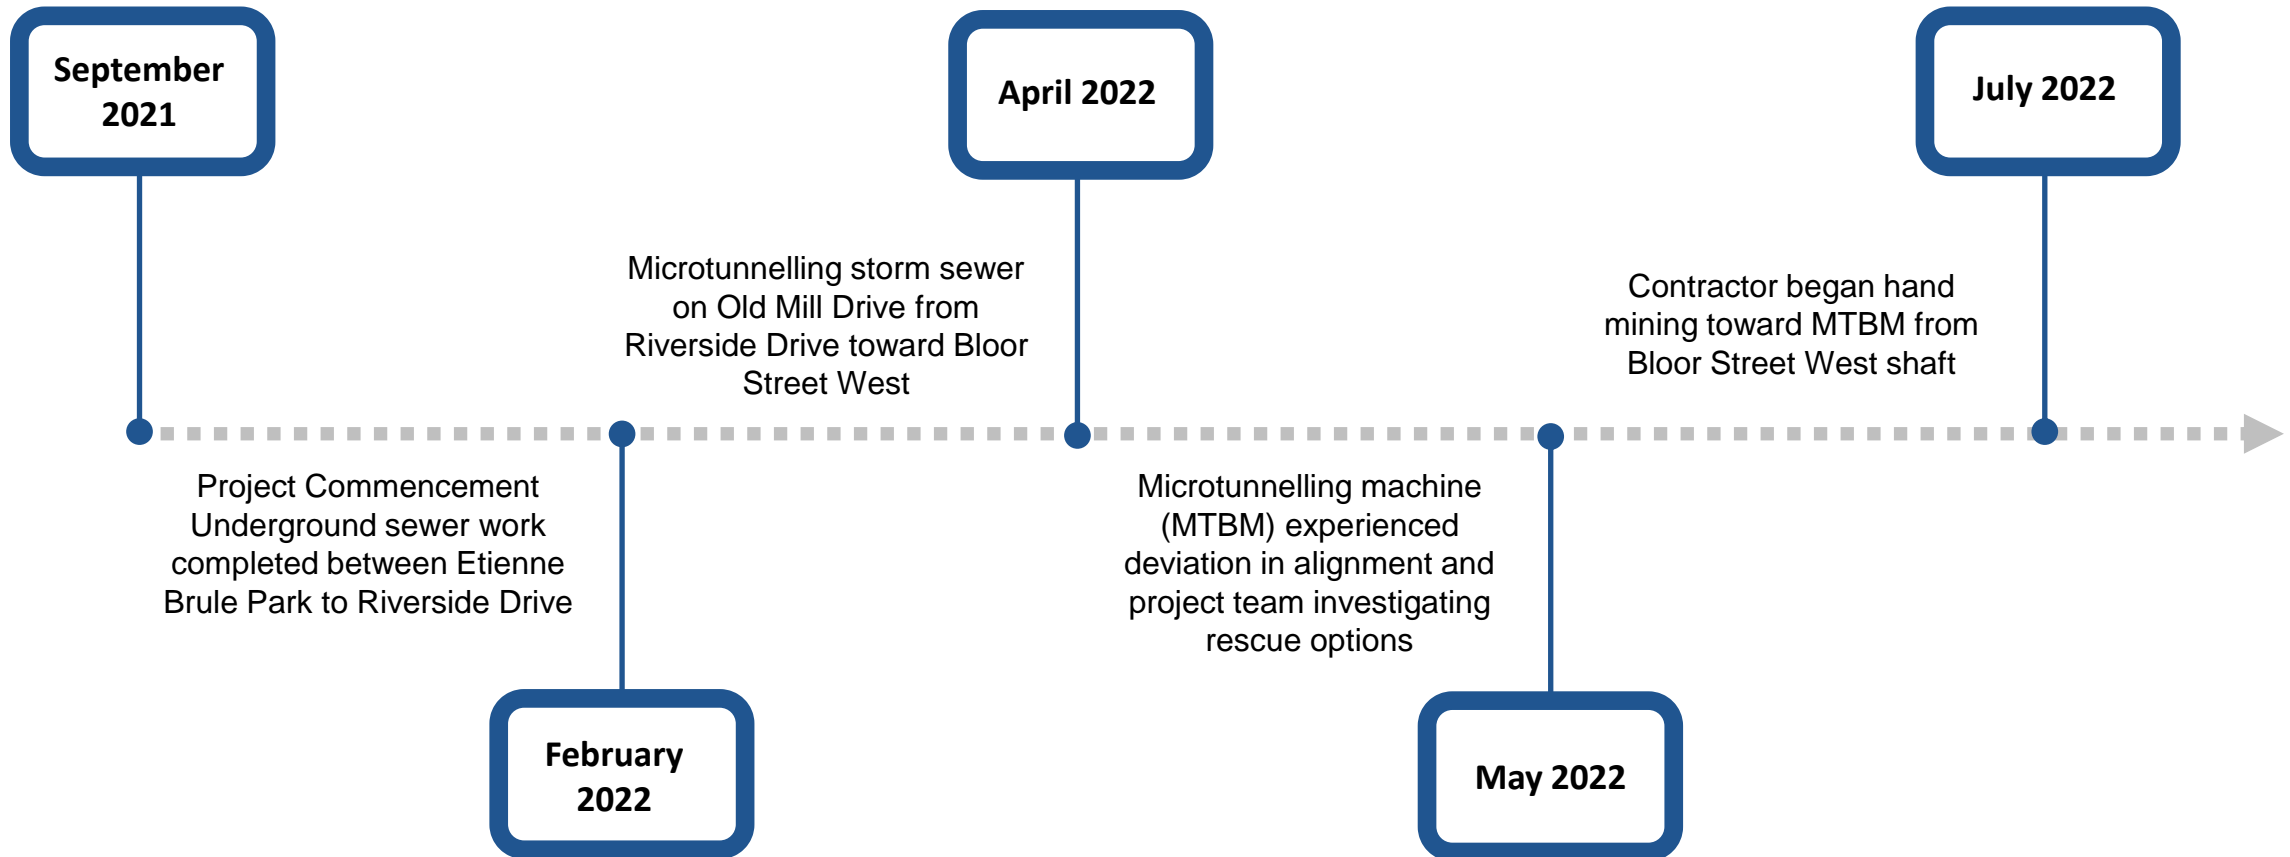 September
2021
April 2022
July 2022
Microtunnelling storm sewer
on Old Mill Drive from
Riverside Drive toward Bloor
Street West
Contractor began hand
mining toward MTBM from
Bloor Street West shaft
Project Commencement
Underground sewer work
completed between Etienne
Brule Park to Riverside Drive
Microtunnelling machine
(MTBM) experienced
deviation in alignment and
project team investigating
rescue options
February
2022
May 2022